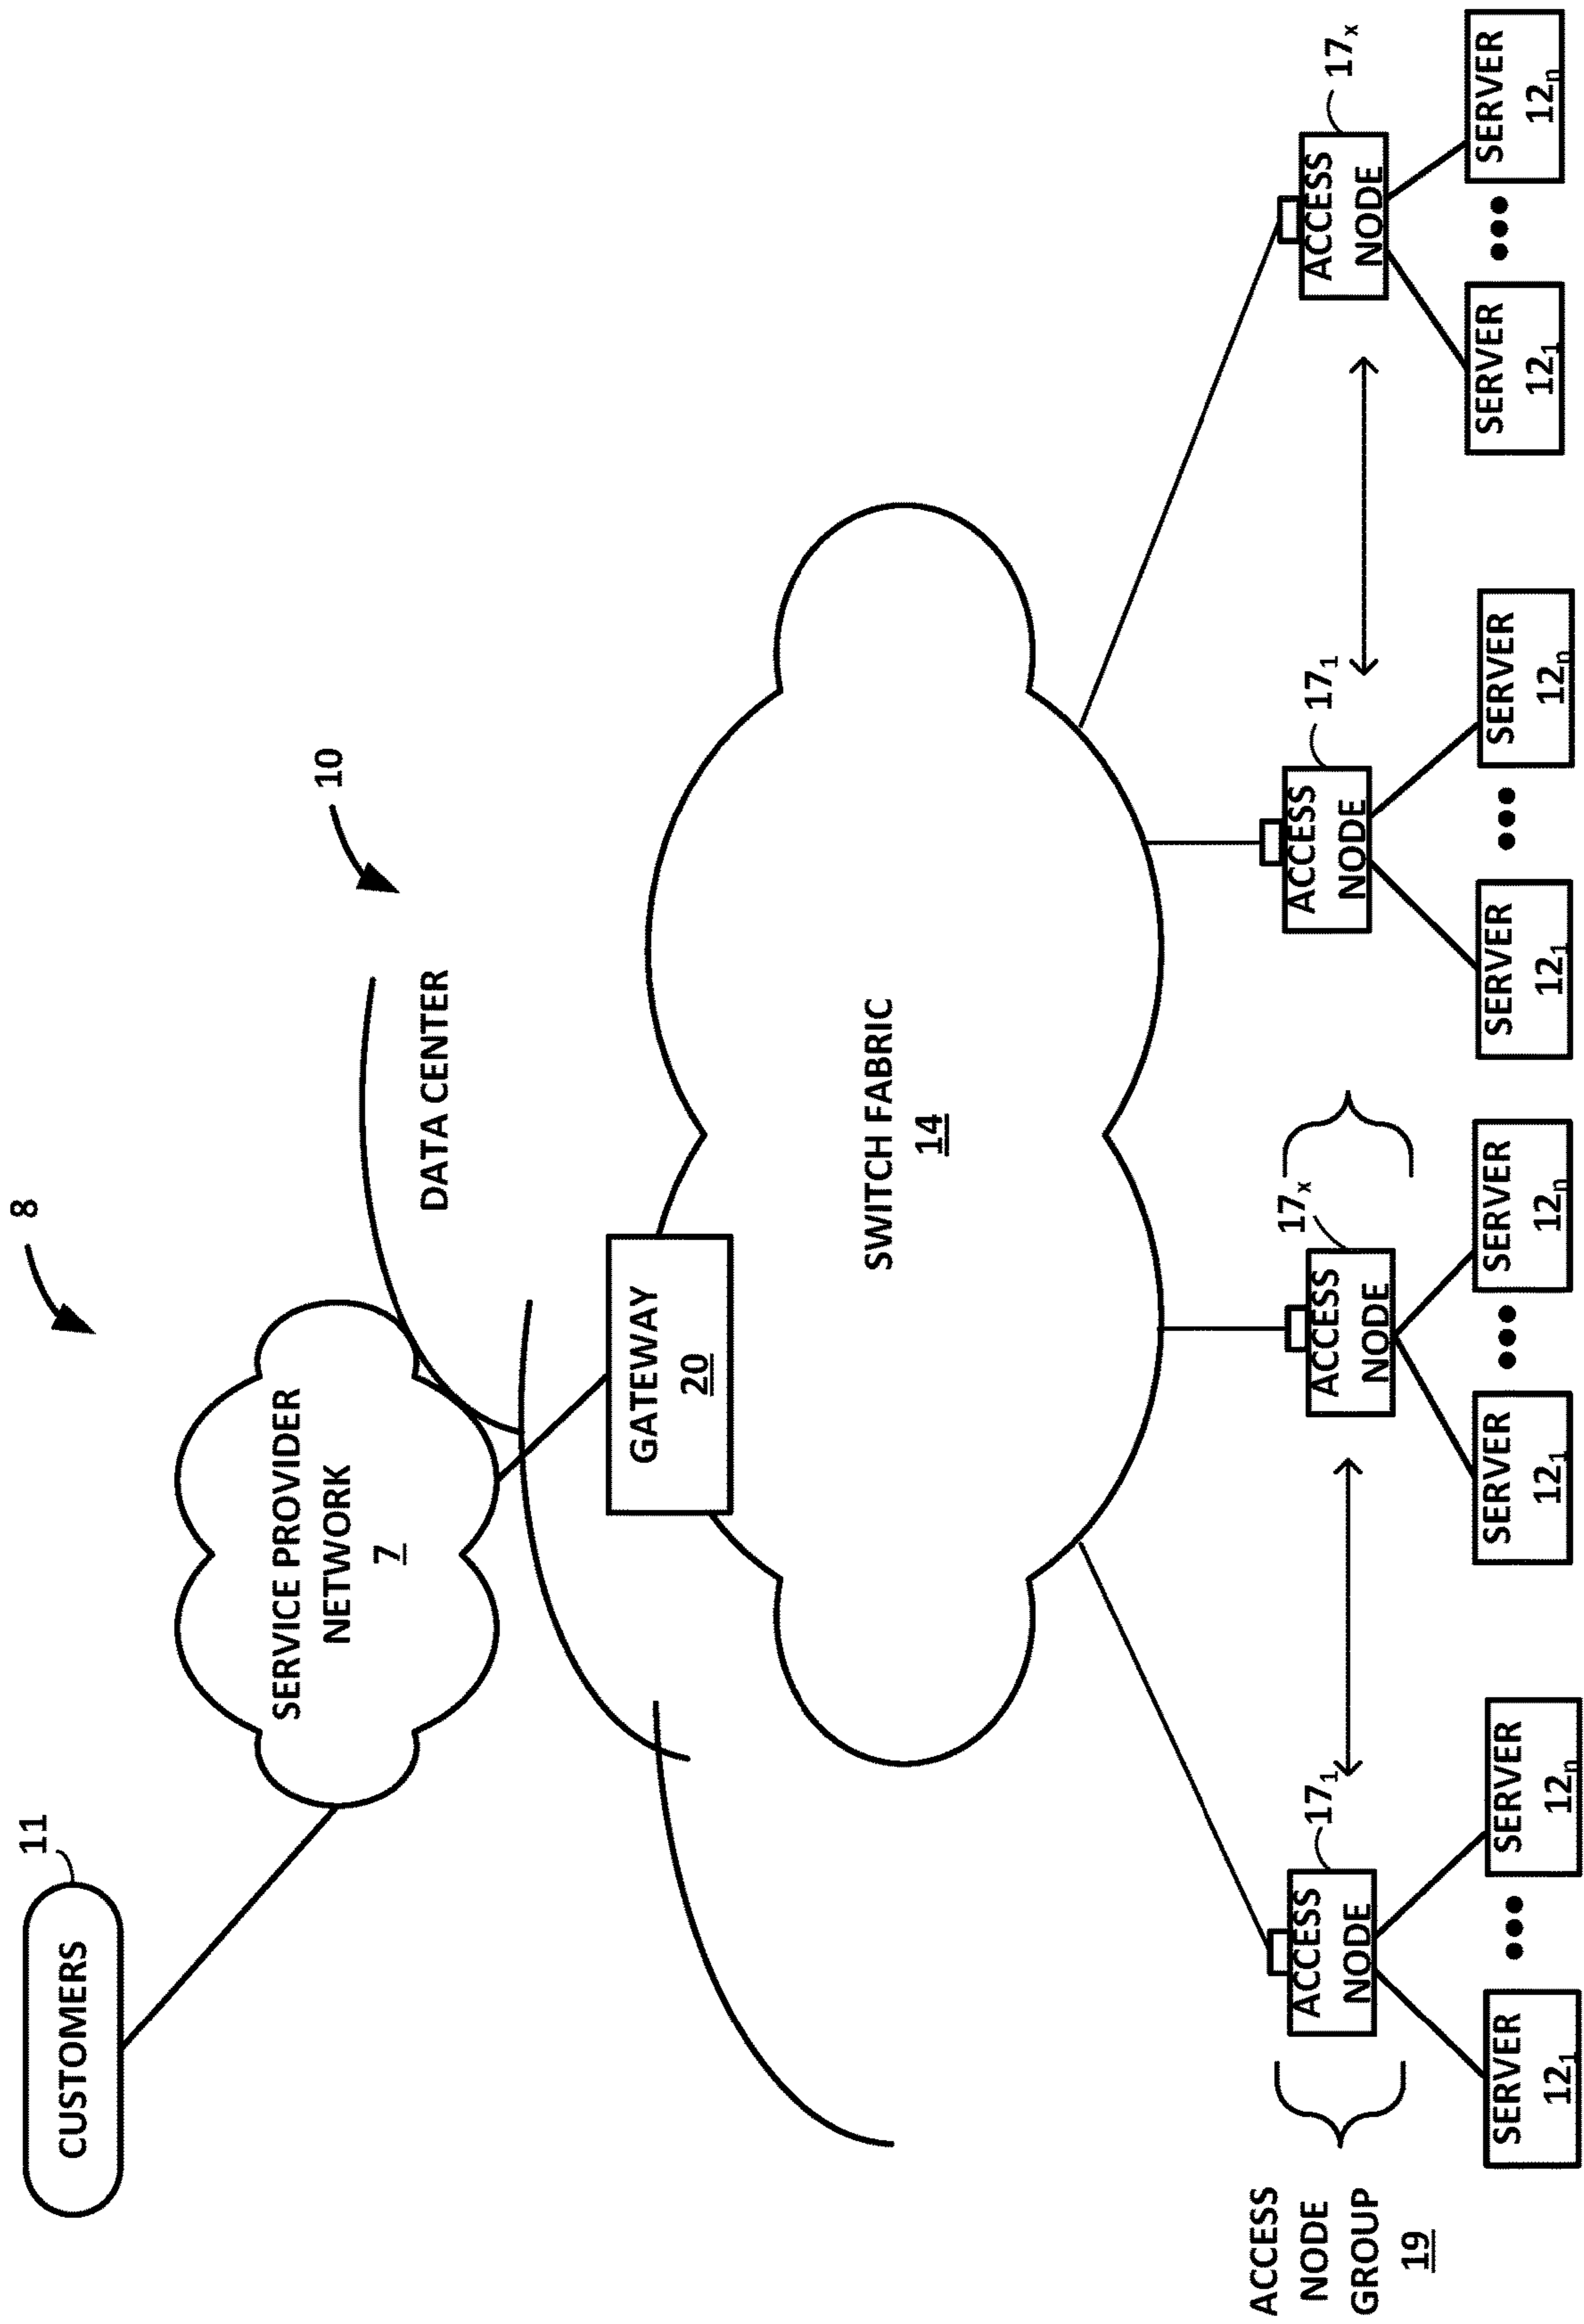 8
CUSTOMERS
11
SERVICE PROVIDER
NETWORK
7
10
DATA CENTER
GATEWAY
20
SWITCH FABRIC
14
ACCESS
NODE
GROUP
19
ACCESS
NODE
17₁
ACCESS
NODE
17ₓ
ACCESS
NODE
17₁
ACCESS
NODE
17ₓ
SERVER
12₁
SERVER
12ₙ
SERVER
12₁
SERVER
12ₙ
SERVER
12₁
SERVER
12ₙ
SERVER
12₁
SERVER
12ₙ